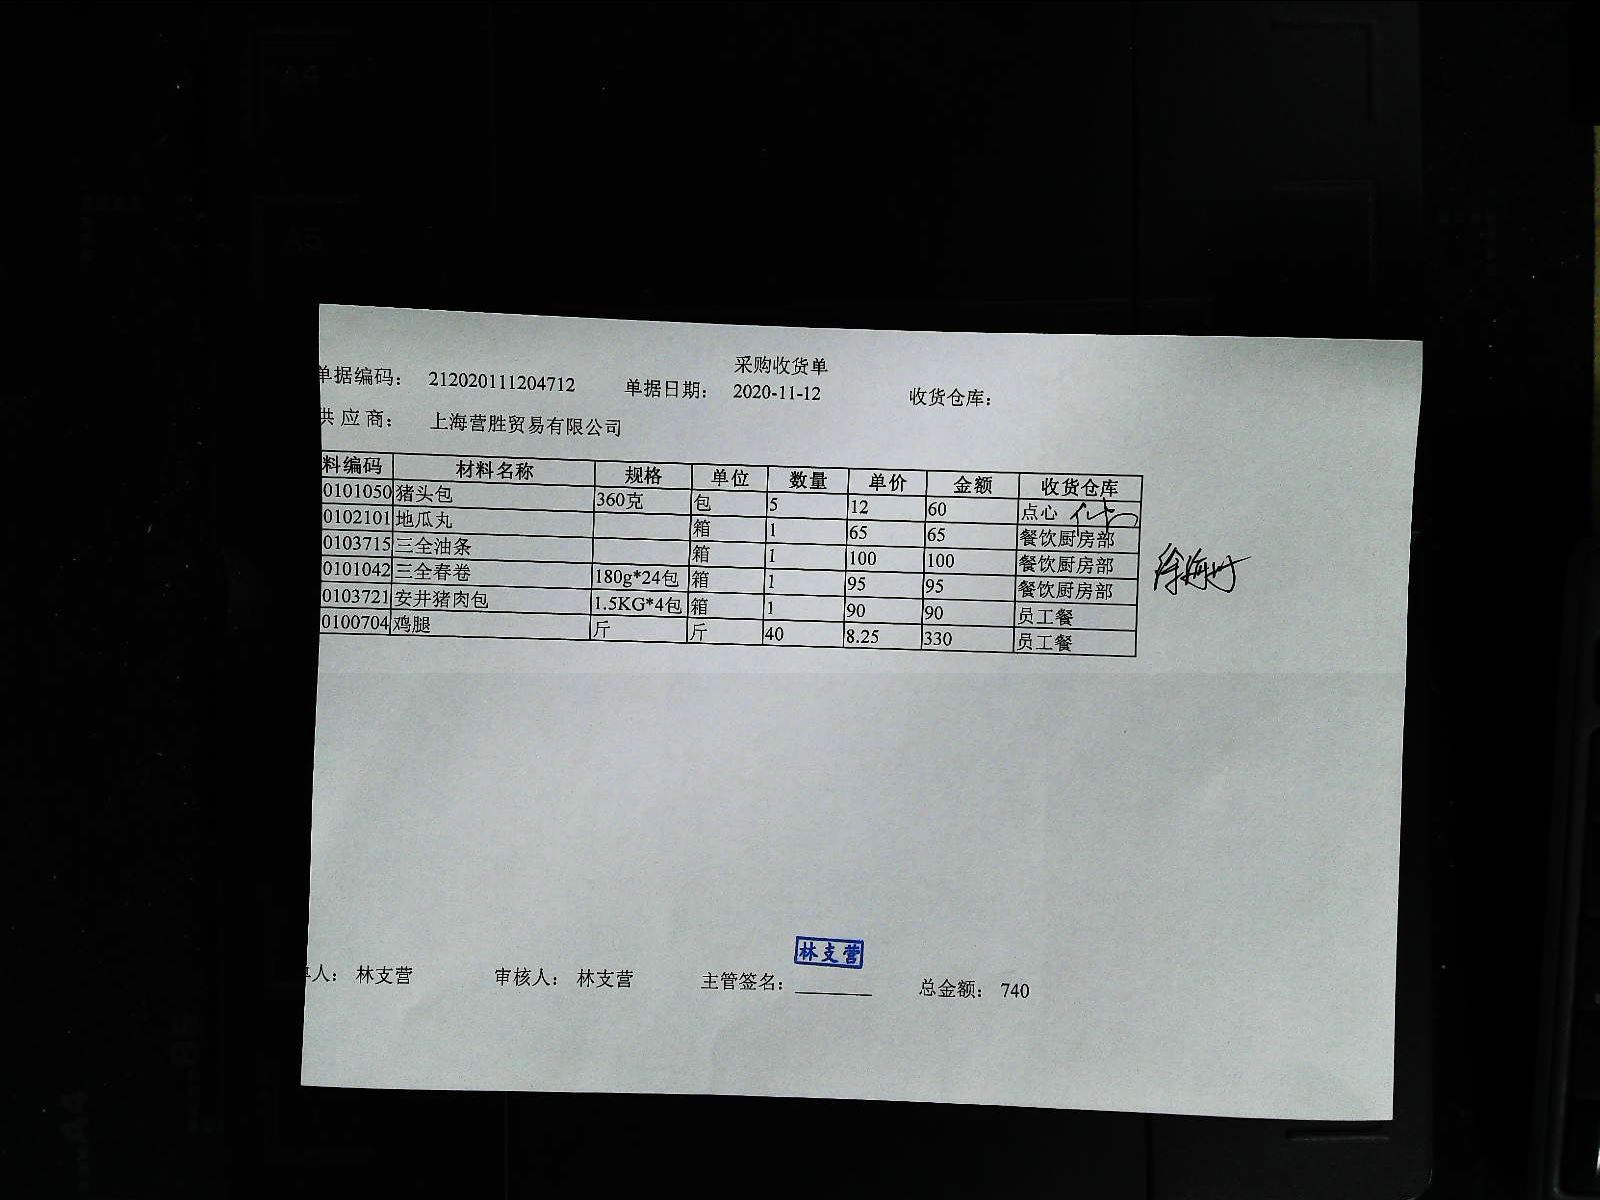 采购收货单
单据编码： 212020111204712 单据日期： 2020-11-12 收货仓库：
供 应 商： 上海营胜贸易有限公司
料编码 材料名称 规格 单位 数量 单价 金额 收货仓库
0101050 猪头包 360克 包 5 12 60 点心
0102101 地瓜丸 箱 1 65 65 餐饮厨房部
0103715 三全油条 箱 1 100 100 餐饮厨房部
0101042 三全春卷 180g*24包 箱 1 95 95 餐饮厨房部
0103721 安井猪肉包 1.5KG*4包 箱 1 90 90 员工餐
0100704 鸡腿 斤 斤 40 8.25 330 员工餐
林支营
人： 林支营 审核人： 林支营 主管签名： 总金额： 740